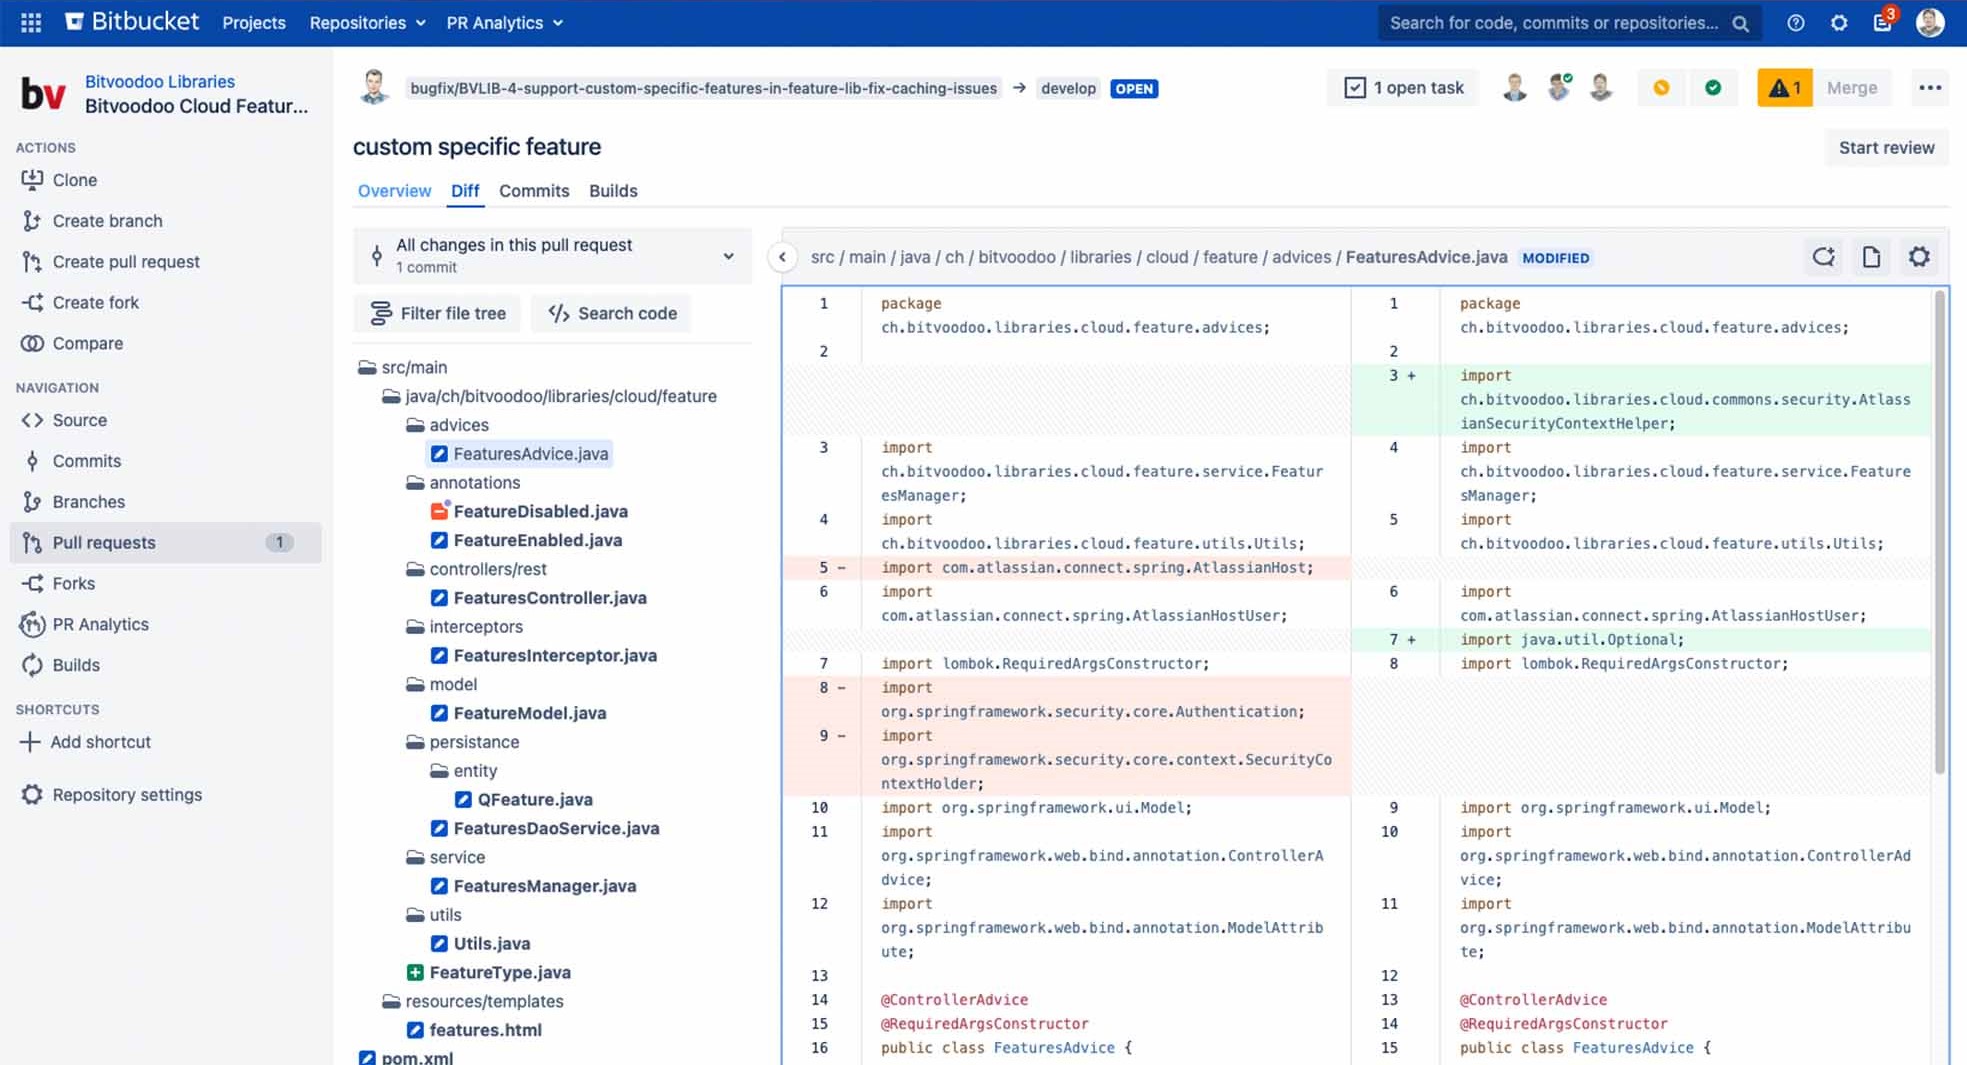 Bitbucket Projects Repositories PR Analytics Search for code, commits or repositories... 3
bv Bitvoodoo Libraries
Bitvoodoo Cloud Featur...
ACTIONS
Clone
Create branch
Create pull request
Create fork
Compare
NAVIGATION
Source
Commits
Branches
Pull requests 1
Forks
PR Analytics
Builds
SHORTCUTS
Add shortcut
Repository settings
bugfix/BVLIB-4-support-custom-specific-features-in-feature-lib-fix-caching-issues → develop OPEN 1 open task 1 Merge
custom specific feature Start review
Overview Diff Commits Builds
All changes in this pull request
1 commit
Filter file tree Search code
src/main
java/ch/bitvoodoo/libraries/cloud/feature
advices
FeaturesAdvice.java
annotations
FeatureDisabled.java
FeatureEnabled.java
controllers/rest
FeaturesController.java
interceptors
FeaturesInterceptor.java
model
FeatureModel.java
persistance
entity
QFeature.java
FeaturesDaoService.java
service
FeaturesManager.java
utils
Utils.java
FeatureType.java
resources/templates
features.html
pom.xml
src / main / java / ch / bitvoodoo / libraries / cloud / feature / advices / FeaturesAdvice.java MODIFIED
1 package
ch.bitvoodoo.libraries.cloud.feature.advices;
2
3 import
ch.bitvoodoo.libraries.cloud.feature.service.Featur
esManager;
4 import
ch.bitvoodoo.libraries.cloud.feature.utils.Utils;
5 - import com.atlassian.connect.spring.AtlassianHost;
6 import
com.atlassian.connect.spring.AtlassianHostUser;
7 import lombok.RequiredArgsConstructor;
8 - import
org.springframework.security.core.Authentication;
9 - import
org.springframework.security.core.context.SecurityCo
ntextHolder;
10 import org.springframework.ui.Model;
11 import
org.springframework.web.bind.annotation.ControllerA
dvice;
12 import
org.springframework.web.bind.annotation.ModelAttrib
ute;
13
14 @ControllerAdvice
15 @RequiredArgsConstructor
16 public class FeaturesAdvice {
1 package
ch.bitvoodoo.libraries.cloud.feature.advices;
2
3 + import
ch.bitvoodoo.libraries.cloud.commons.security.Atlass
ianSecurityContextHelper;
4 import
ch.bitvoodoo.libraries.cloud.feature.service.Feature
sManager;
5 import
ch.bitvoodoo.libraries.cloud.feature.utils.Utils;
6 import
com.atlassian.connect.spring.AtlassianHostUser;
7 + import java.util.Optional;
8 import lombok.RequiredArgsConstructor;
9 import org.springframework.ui.Model;
10 import
org.springframework.web.bind.annotation.ControllerAd
vice;
11 import
org.springframework.web.bind.annotation.ModelAttribu
te;
12
13 @ControllerAdvice
14 @RequiredArgsConstructor
15 public class FeaturesAdvice {